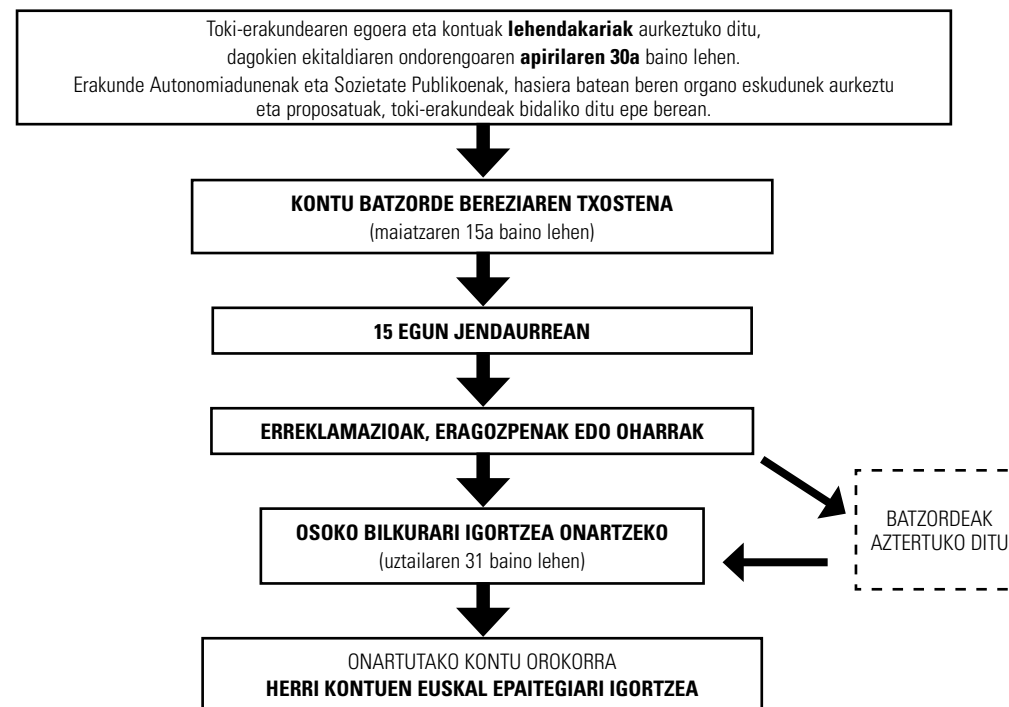 Toki-erakundearen egoera eta kontuak lehendakariak aurkeztuko ditu,
dagokien ekitaldiaren ondorengoaren apirilaren 30a baino lehen.
Erakunde Autonomiadunenak eta Sozietate Publikoenak, hasiera batean beren organo eskudunek aurkeztu
eta proposatuak, toki-erakundeak bidaliko ditu epe berean.
KONTU BATZORDE BEREZIAREN TXOSTENA
(maiatzaren 15a baino lehen)
15 EGUN JENDAURREAN
ERREKLAMAZIOAK, ERAGOZPENAK EDO OHARRAK
BATZORDEAK
AZTERTUKO DITU
OSOKO BILKURARI IGORTZEA ONARTZEKO
(uztailaren 31 baino lehen)
ONARTUTAKO KONTU OROKORRA
HERRI KONTUEN EUSKAL EPAITEGIARI IGORTZEA